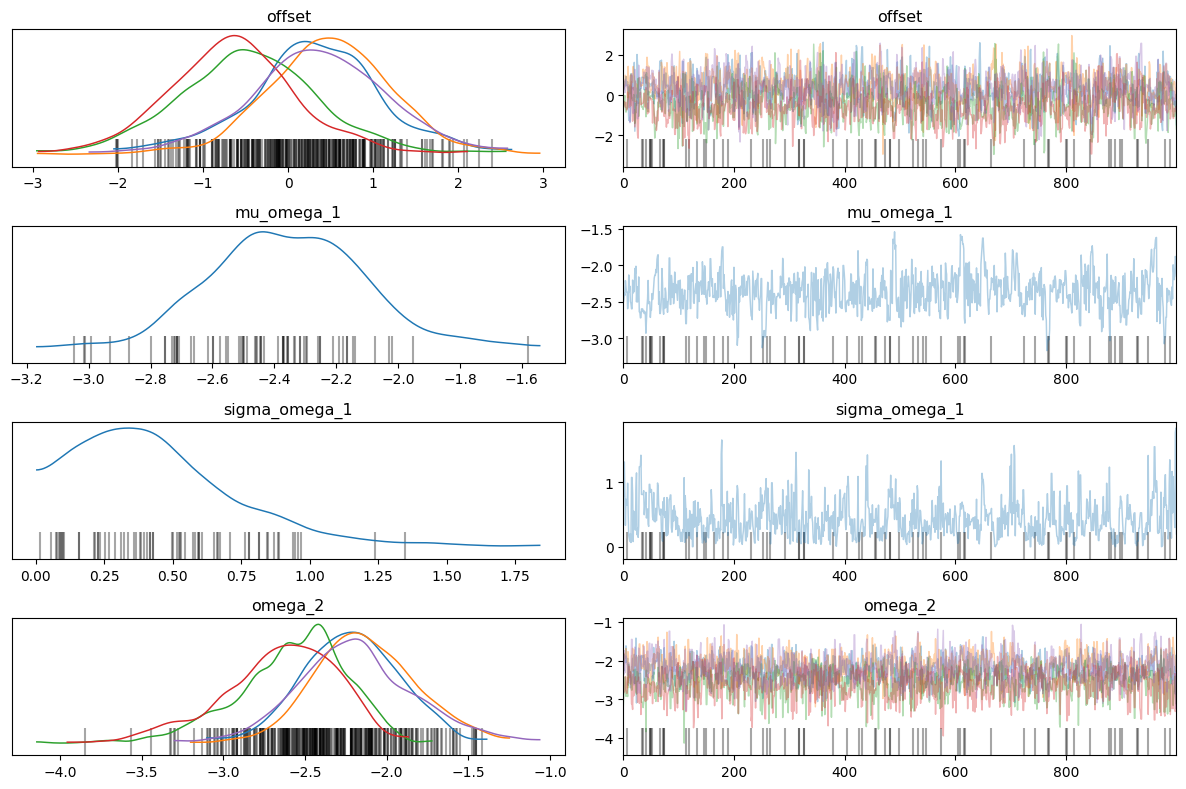 offset
offset
−3 −2 −1 0 1 2 3
2
0
−2
0 200 400 600 800
mu_omega_1
mu_omega_1
−3.2 −3.0 −2.8 −2.6 −2.4 −2.2 −2.0 −1.8 −1.6
−1.5
−2.0
−2.5
−3.0
0 200 400 600 800
sigma_omega_1
sigma_omega_1
0.00 0.25 0.50 0.75 1.00 1.25 1.50 1.75
1
0
0 200 400 600 800
omega_2
omega_2
−4.0 −3.5 −3.0 −2.5 −2.0 −1.5 −1.0
−1
−2
−3
−4
0 200 400 600 800